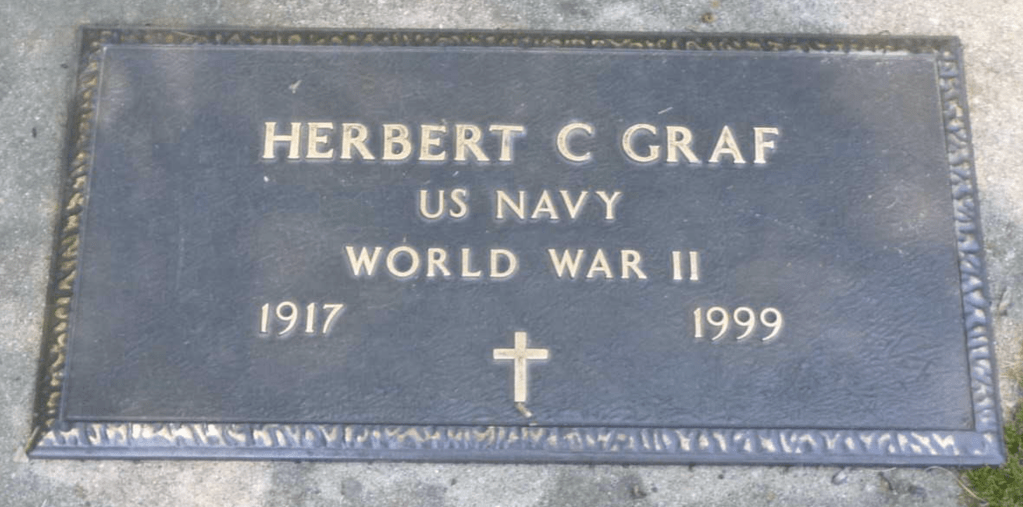 HERBERT C GRAF
US NAVY
WORLD WAR II
1917 1999